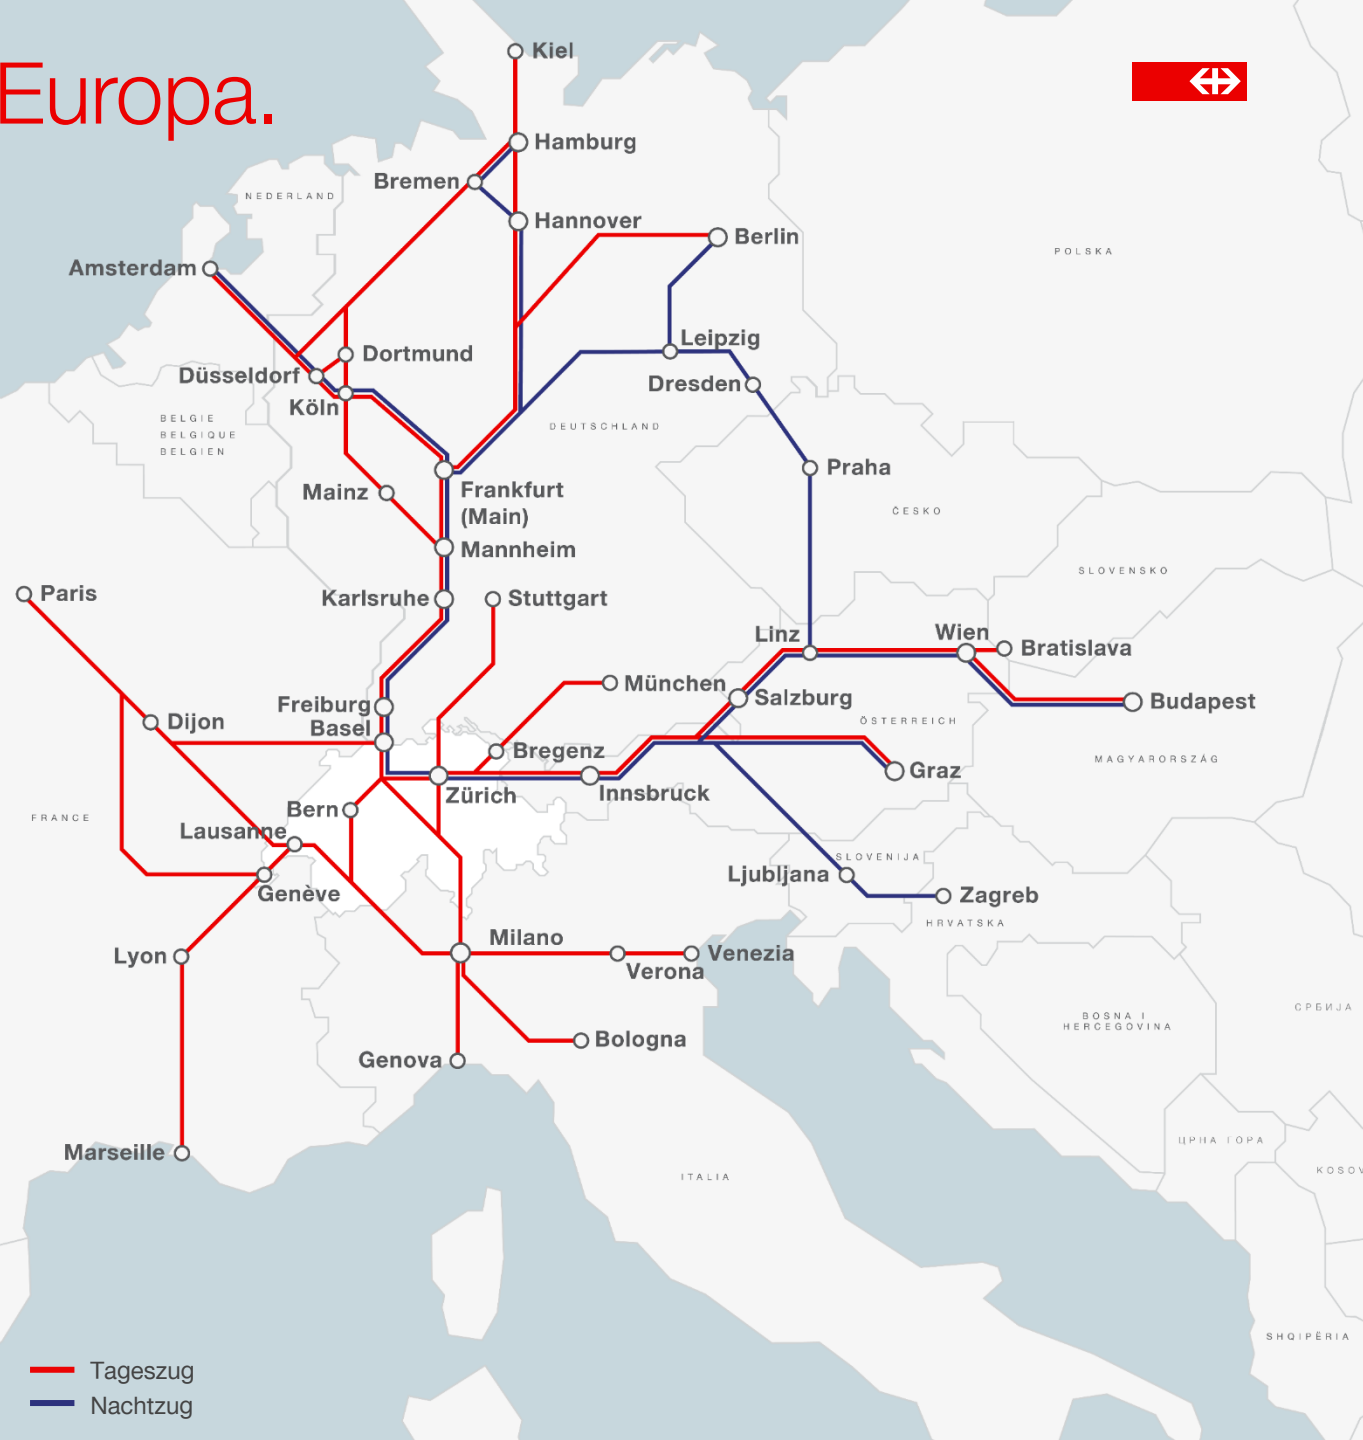 Europa.
Kiel
Hamburg
Bremen
NEDERLAND
Hannover
Berlin
POLSKA
Amsterdam
Leipzig
Dortmund
Düsseldorf
Dresden
Köln
BELGIE
BELGIQUE
BELGIEN
DEUTSCHLAND
Praha
Mainz
Frankfurt
(Main)
ČESKO
Mannheim
SLOVENSKO
Paris
Karlsruhe
Stuttgart
Linz
Wien
Bratislava
München
Salzburg
Budapest
Freiburg
Dijon
Basel
ÖSTERREICH
Bregenz
MAGYARORSZÁG
Graz
Zürich
Innsbruck
Bern
FRANCE
Lausanne
SLOVENIJA
Ljubljana
Genève
Zagreb
HRVATSKA
Milano
Lyon
Venezia
Verona
СРБИЈА
BOSNA I
HERCEGOVINA
Bologna
Genova
ЦРНА ГОРА
Marseille
KOSOV
ITALIA
SHQIPËRIA
Tageszug
Nachtzug